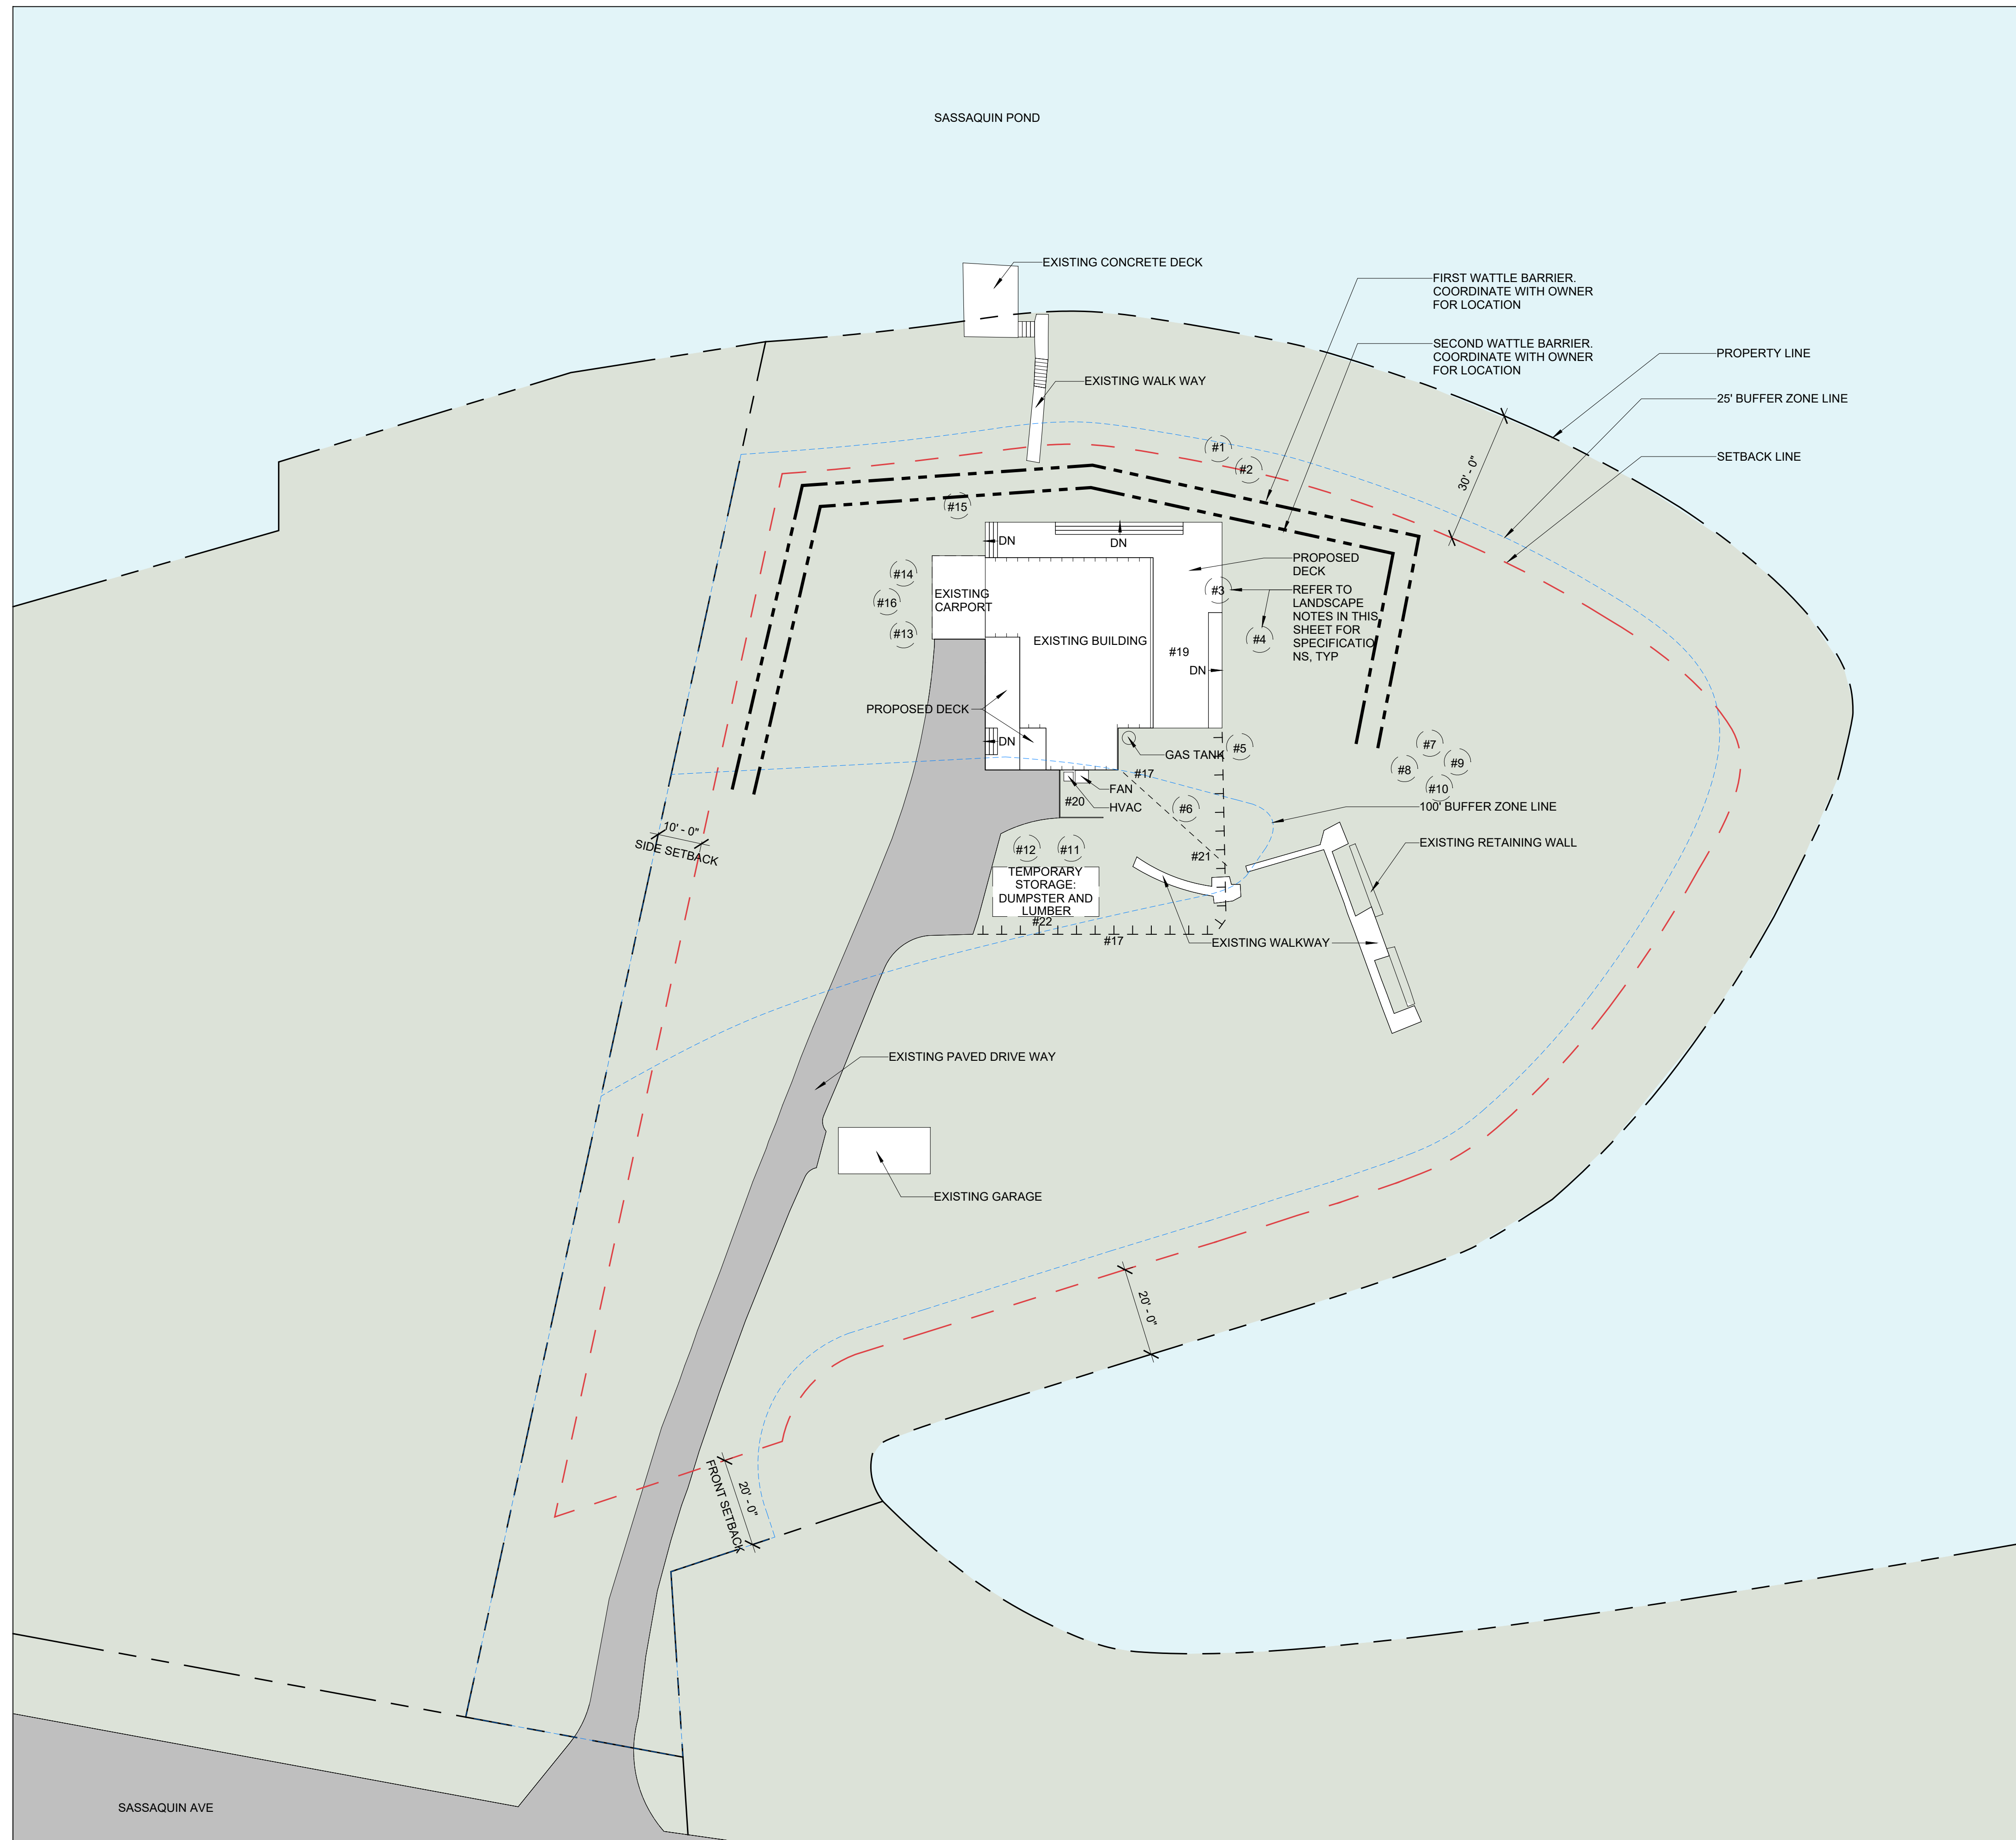 SASSAQUIN POND
EXISTING CONCRETE DECK
FIRST WATTLE BARRIER.
COORDINATE WITH OWNER
FOR LOCATION
SECOND WATTLE BARRIER.
COORDINATE WITH OWNER
FOR LOCATION
PROPERTY LINE
EXISTING WALK WAY
25' BUFFER ZONE LINE
SETBACK LINE
30' - 0"
#1
#2
#15
DN
DN
PROPOSED
DECK
#14
#16
#13
EXISTING
CARPORT
#3
REFER TO
LANDSCAPE
NOTES IN THIS
SHEET FOR
SPECIFICATIO
NS, TYP
#4
EXISTING BUILDING
#19
DN
PROPOSED DECK
DN
GAS TANK
#5
#7
#8
#9
#10
#17
FAN
HVAC
#20
#6
100' BUFFER ZONE LINE
10' - 0"
SIDE SETBACK
#12
#11
#21
EXISTING RETAINING WALL
TEMPORARY
STORAGE:
DUMPSTER AND
LUMBER
#22
#17
EXISTING WALKWAY
EXISTING PAVED DRIVE WAY
EXISTING GARAGE
20' - 0"
20' - 0"
FRONT SETBACK
SASSAQUIN AVE